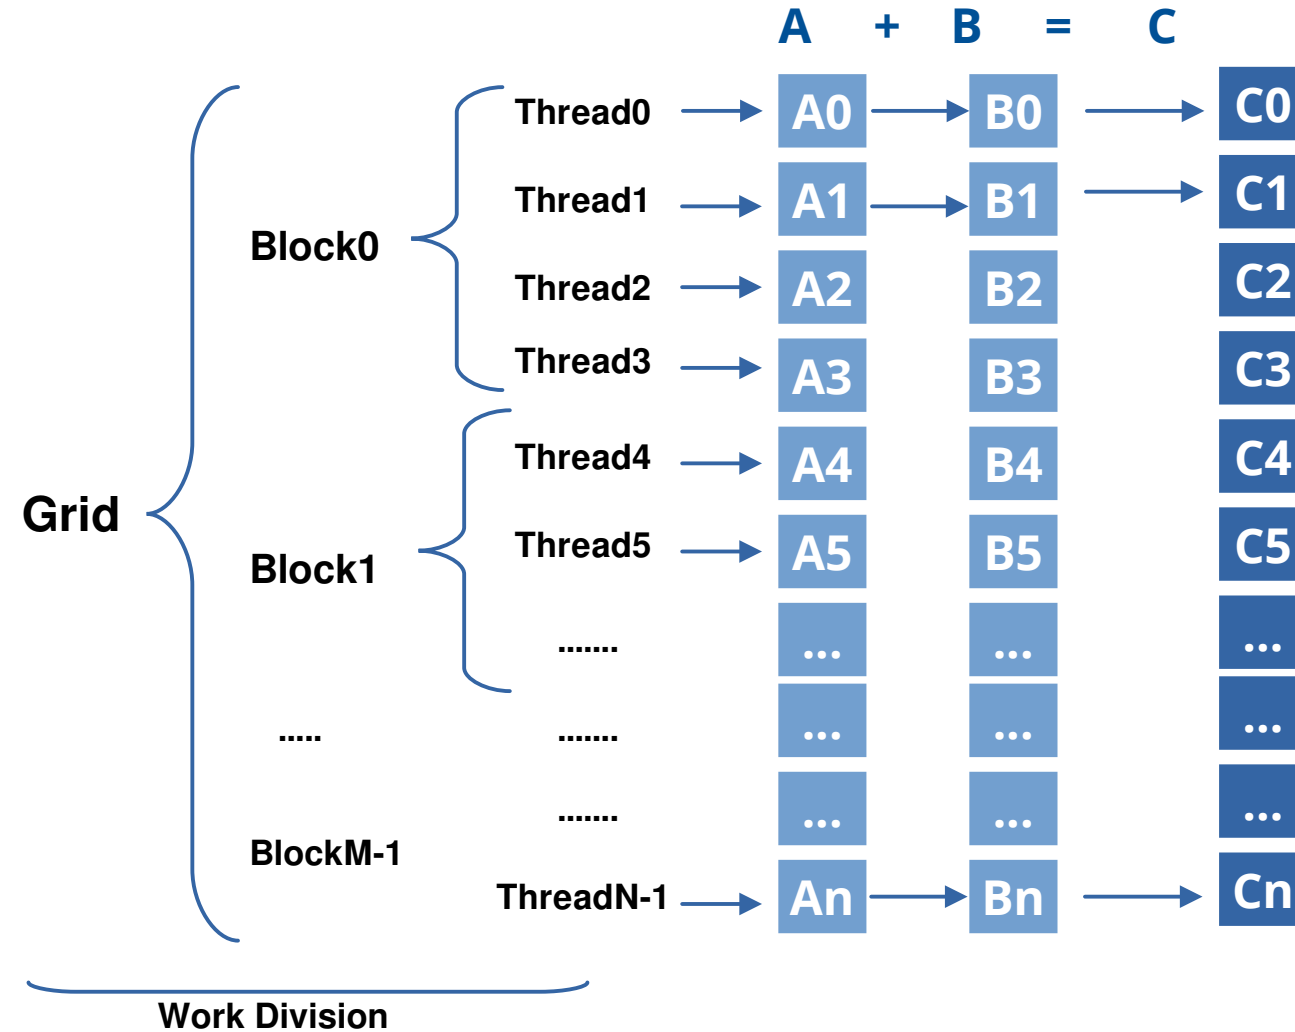 A + B = C
Thread0 A0 B0 C0
Thread1 A1 B1 C1
Block0
Thread2 A2 B2 C2
Thread3 A3 B3 C3
Thread4 A4 B4 C4
Grid
Thread5 A5 B5 C5
Block1
....... ... ... ...
..... ....... ... ... ...
....... ... ... ...
BlockM-1
ThreadN-1 An Bn Cn
Work Division